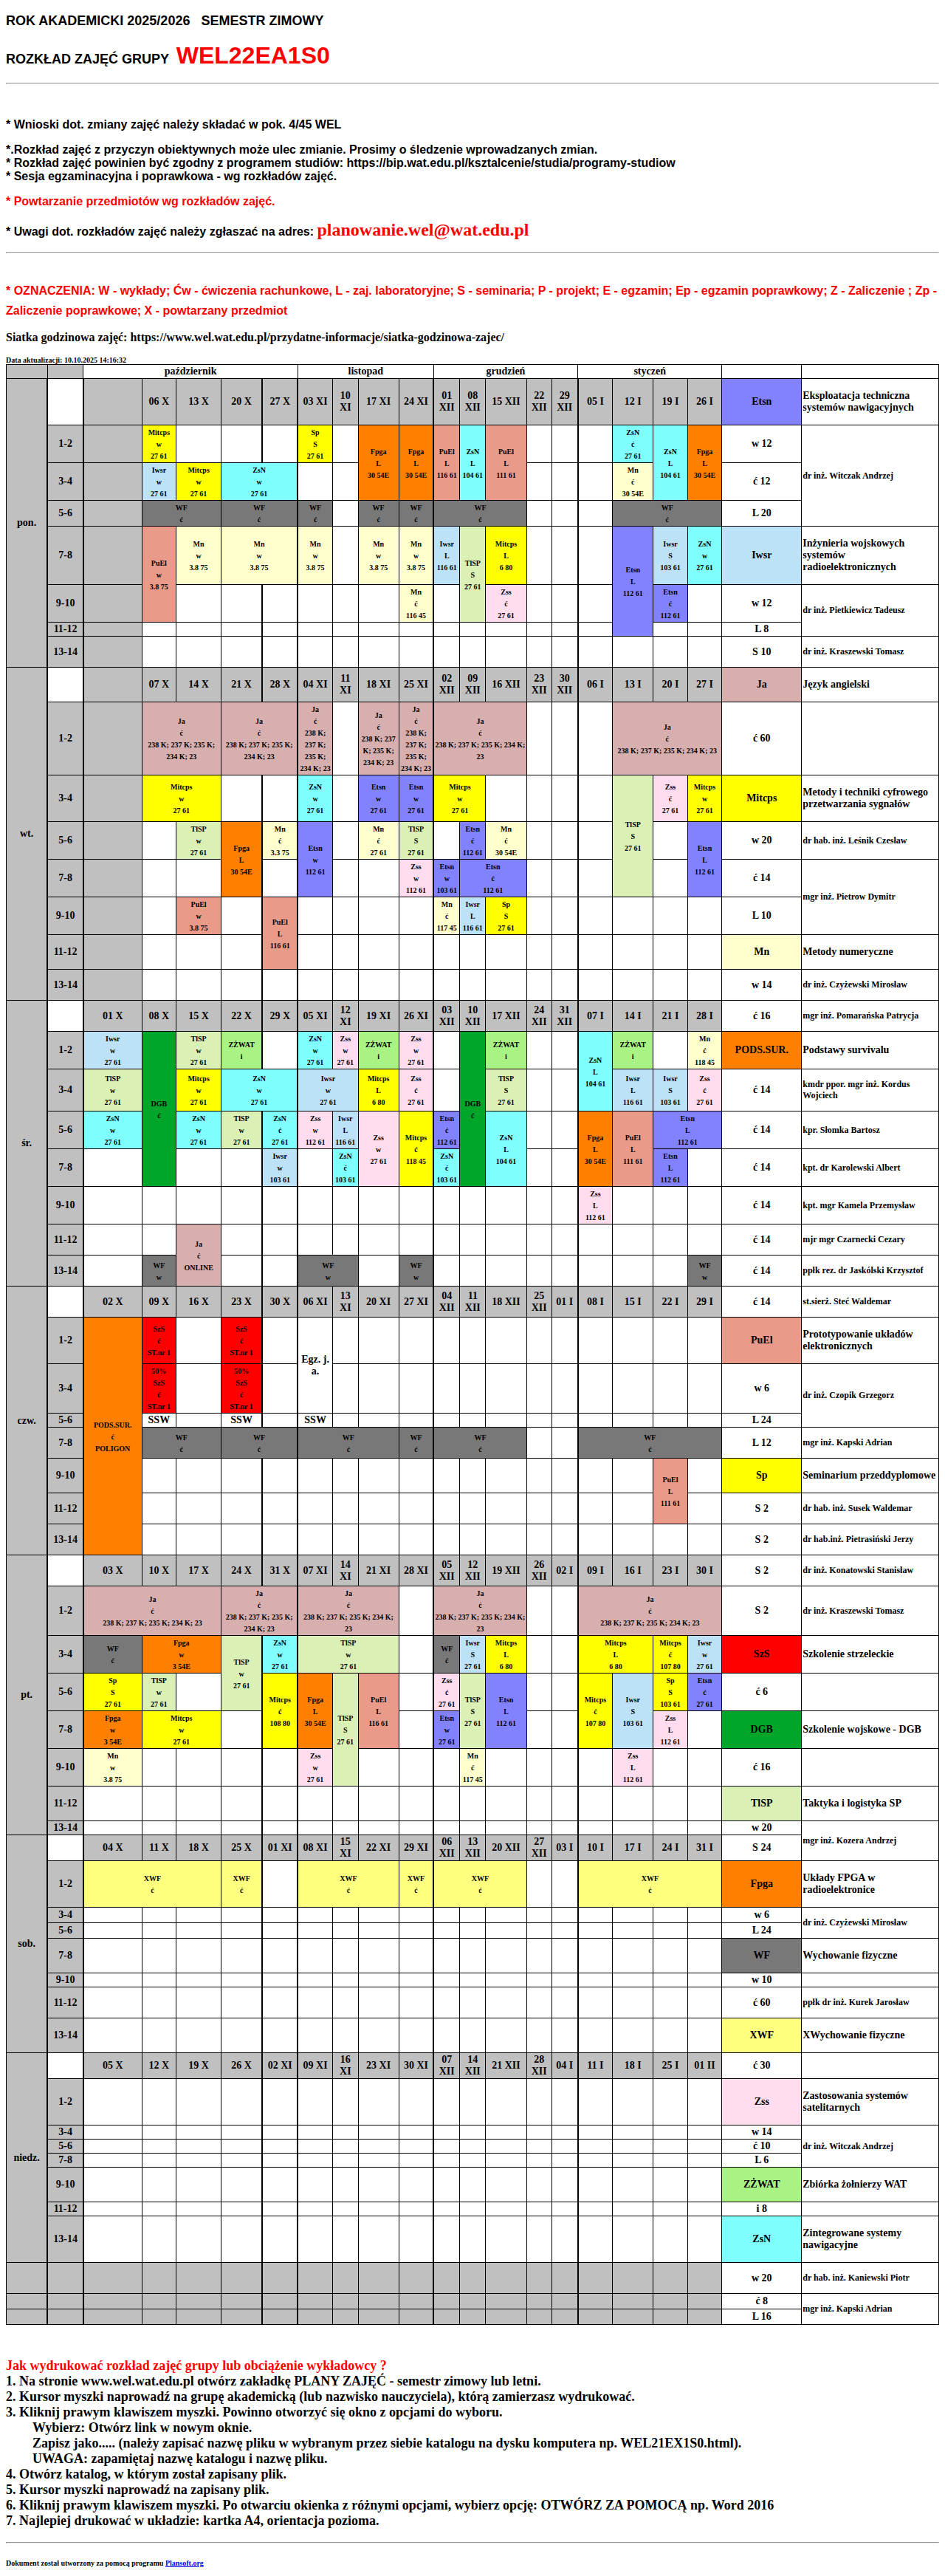 ROK AKADEMICKI 2025/2026 SEMESTR ZIMOWY
ROZKŁAD ZAJĘĆ GRUPY WEL22EA1S0
* Wnioski dot. zmiany zajęć należy składać w pok. 4/45 WEL
*.Rozkład zajęć z przyczyn obiektywnych może ulec zmianie. Prosimy o śledzenie wprowadzanych zmian.
* Rozkład zajęć powinien być zgodny z programem studiów: https://bip.wat.edu.pl/ksztalcenie/studia/programy-studiow
* Sesja egzaminacyjna i poprawkowa - wg rozkładów zajęć.
* Powtarzanie przedmiotów wg rozkładów zajęć.
* Uwagi dot. rozkładów zajęć należy zgłaszać na adres: planowanie.wel@wat.edu.pl
* OZNACZENIA: W - wykłady; Ćw - ćwiczenia rachunkowe, L - zaj. laboratoryjne; S - seminaria; P - projekt; E - egzamin; Ep - egzamin poprawkowy; Z - Zaliczenie ; Zp -
Zaliczenie poprawkowe; X - powtarzany przedmiot
Siatka godzinowa zajęć: https://www.wel.wat.edu.pl/przydatne-informacje/siatka-godzinowa-zajec/
Data aktualizacji: 10.10.2025 14:16:32
październik listopad grudzień styczeń
pon. 06 X 13 X 20 X 27 X 03 XI 10 XI 17 XI 24 XI 01 XII 08 XII 15 XII 22 XII 29 XII 05 I 12 I 19 I 26 I Etsn Eksploatacja techniczna systemów nawigacyjnych
1-2 Mitcps w 27 61 Sp S 27 61 Fpga L 30 54E Fpga L 30 54E PuEl L 116 61 ZsN L 104 61 PuEl L 111 61 ZsN ć 27 61 ZsN L 104 61 Fpga L 30 54E w 12 dr inż. Witczak Andrzej
3-4 Iwsr w 27 61 Mitcps w 27 61 ZsN w 27 61 Mn ć 30 54E ć 12
5-6 WF ć WF ć WF ć WF ć WF ć WF ć WF ć L 20
7-8 PuEl w 3.8 75 Mn w 3.8 75 Mn w 3.8 75 Mn w 3.8 75 Mn w 3.8 75 Mn w 3.8 75 Iwsr L 116 61 TISP S 27 61 Mitcps L 6 80 Etsn L 112 61 Iwsr S 103 61 ZsN w 27 61 Iwsr Inżynieria wojskowych systemów radioelektronicznych
9-10 Mn ć 116 45 Zss ć 27 61 Etsn ć 112 61 w 12 dr inż. Pietkiewicz Tadeusz
11-12 L 8
13-14 S 10 dr inż. Kraszewski Tomasz
wt. 07 X 14 X 21 X 28 X 04 XI 11 XI 18 XI 25 XI 02 XII 09 XII 16 XII 23 XII 30 XII 06 I 13 I 20 I 27 I Ja Język angielski
1-2 Ja ć 238 K; 237 K; 235 K; 234 K; 23 Ja ć 238 K; 237 K; 235 K; 234 K; 23 Ja ć 238 K; 237 K; 235 K; 234 K; 23 Ja ć 238 K; 237 K; 235 K; 234 K; 23 Ja ć 238 K; 237 K; 235 K; 234 K; 23 Ja ć 238 K; 237 K; 235 K; 234 K; 23 Ja ć 238 K; 237 K; 235 K; 234 K; 23 ć 60
3-4 Mitcps w 27 61 ZsN w 27 61 Etsn w 27 61 Etsn w 27 61 Mitcps w 27 61 TISP S 27 61 Zss ć 27 61 Mitcps w 27 61 Mitcps Metody i techniki cyfrowego przetwarzania sygnałów
5-6 TISP w 27 61 Fpga L 30 54E Mn ć 3.3 75 Etsn w 112 61 Mn ć 27 61 TISP S 27 61 Etsn ć 112 61 Mn ć 30 54E Etsn L 112 61 w 20 dr hab. inż. Leśnik Czesław
7-8 Zss w 112 61 Etsn w 103 61 Etsn ć 112 61 ć 14 mgr inż. Pietrow Dymitr
9-10 PuEl w 3.8 75 PuEl L 116 61 Mn ć 117 45 Iwsr L 116 61 Sp S 27 61 L 10
11-12 Mn Metody numeryczne
13-14 w 14 dr inż. Czyżewski Mirosław
śr. 01 X 08 X 15 X 22 X 29 X 05 XI 12 XI 19 XI 26 XI 03 XII 10 XII 17 XII 24 XII 31 XII 07 I 14 I 21 I 28 I ć 16 mgr inż. Pomarańska Patrycja
1-2 Iwsr w 27 61 DGB ć TISP w 27 61 ZŻWAT i ZsN w 27 61 Zss w 27 61 ZŻWAT i Zss w 27 61 DGB ć ZŻWAT i ZsN L 104 61 ZŻWAT i Mn ć 118 45 PODS.SUR. Podstawy survivalu
3-4 TISP w 27 61 Mitcps w 27 61 ZsN w 27 61 Iwsr w 27 61 Mitcps L 6 80 Zss ć 27 61 TISP S 27 61 Iwsr L 116 61 Iwsr S 103 61 Zss ć 27 61 ć 14 kmdr ppor. mgr inż. Kordus Wojciech
5-6 ZsN w 27 61 ZsN w 27 61 TISP w 27 61 ZsN ć 27 61 Zss w 112 61 Iwsr L 116 61 Zss w 27 61 Mitcps ć 118 45 Etsn ć 112 61 ZsN L 104 61 Fpga L 30 54E PuEl L 111 61 Etsn L 112 61 ć 14 kpr. Słomka Bartosz
7-8 Iwsr w 103 61 ZsN ć 103 61 ZsN ć 103 61 Etsn L 112 61 ć 14 kpt. dr Karolewski Albert
9-10 Zss L 112 61 ć 14 kpt. mgr Kamela Przemysław
11-12 Ja ć ONLINE ć 14 mjr mgr Czarnecki Cezary
13-14 WF w WF w WF w WF w ć 14 ppłk rez. dr Jaskólski Krzysztof
czw. 02 X 09 X 16 X 23 X 30 X 06 XI 13 XI 20 XI 27 XI 04 XII 11 XII 18 XII 25 XII 01 I 08 I 15 I 22 I 29 I ć 14 st.sierż. Steć Waldemar
1-2 PODS.SUR. ć POLIGON SzS ć ST.nr 1 SzS ć ST.nr 1 Egz. j. a. PuEl Prototypowanie układów elektronicznych
3-4 50% SzS ć ST.nr 1 50% SzS ć ST.nr 1 w 6 dr inż. Czopik Grzegorz
5-6 SSW SSW SSW L 24
7-8 WF ć WF ć WF ć WF ć WF ć WF ć L 12 mgr inż. Kapski Adrian
9-10 PuEl L 111 61 Sp Seminarium przeddyplomowe
11-12 S 2 dr hab. inż. Susek Waldemar
13-14 S 2 dr hab.inż. Pietrasiński Jerzy
pt. 03 X 10 X 17 X 24 X 31 X 07 XI 14 XI 21 XI 28 XI 05 XII 12 XII 19 XII 26 XII 02 I 09 I 16 I 23 I 30 I S 2 dr inż. Konatowski Stanisław
1-2 Ja ć 238 K; 237 K; 235 K; 234 K; 23 Ja ć 238 K; 237 K; 235 K; 234 K; 23 Ja ć 238 K; 237 K; 235 K; 234 K; 23 Ja ć 238 K; 237 K; 235 K; 234 K; 23 Ja ć 238 K; 237 K; 235 K; 234 K; 23 S 2 dr inż. Kraszewski Tomasz
3-4 WF ć Fpga w 3 54E TISP w 27 61 ZsN w 27 61 TISP w 27 61 WF ć Iwsr S 27 61 Mitcps L 6 80 Mitcps L 6 80 Mitcps ć 107 80 Iwsr w 27 61 SzS Szkolenie strzeleckie
5-6 Sp S 27 61 TISP w 27 61 Mitcps ć 108 80 Fpga L 30 54E TISP S 27 61 PuEl L 116 61 Zss ć 27 61 TISP S 27 61 Etsn L 112 61 Mitcps ć 107 80 Iwsr S 103 61 Sp S 103 61 Etsn ć 27 61 ć 6
7-8 Fpga w 3 54E Mitcps w 27 61 Etsn w 27 61 Zss L 112 61 DGB Szkolenie wojskowe - DGB
9-10 Mn w 3.8 75 Zss w 27 61 Mn ć 117 45 Zss L 112 61 ć 16
11-12 TISP Taktyka i logistyka SP
13-14 w 20 mgr inż. Kozera Andrzej
sob. 04 X 11 X 18 X 25 X 01 XI 08 XI 15 XI 22 XI 29 XI 06 XII 13 XII 20 XII 27 XII 03 I 10 I 17 I 24 I 31 I S 24
1-2 XWF ć XWF ć XWF ć XWF ć XWF ć XWF ć Fpga Układy FPGA w radioelektronice
3-4 w 6 dr inż. Czyżewski Mirosław
5-6 L 24
7-8 WF Wychowanie fizyczne
9-10 w 10
11-12 ć 60 ppłk dr inż. Kurek Jarosław
13-14 XWF XWychowanie fizyczne
niedz. 05 X 12 X 19 X 26 X 02 XI 09 XI 16 XI 23 XI 30 XI 07 XII 14 XII 21 XII 28 XII 04 I 11 I 18 I 25 I 01 II ć 30
1-2 Zss Zastosowania systemów satelitarnych
3-4 w 14 dr inż. Witczak Andrzej
5-6 ć 10
7-8 L 6
9-10 ZŻWAT Zbiórka żołnierzy WAT
11-12 i 8
13-14 ZsN Zintegrowane systemy nawigacyjne
w 20 dr hab. inż. Kaniewski Piotr
ć 8 mgr inż. Kapski Adrian
L 16
Jak wydrukować rozkład zajęć grupy lub obciążenie wykładowcy ?
1. Na stronie www.wel.wat.edu.pl otwórz zakładkę PLANY ZAJĘĆ - semestr zimowy lub letni.
2. Kursor myszki naprowadź na grupę akademicką (lub nazwisko nauczyciela), którą zamierzasz wydrukować.
3. Kliknij prawym klawiszem myszki. Powinno otworzyć się okno z opcjami do wyboru.
Wybierz: Otwórz link w nowym oknie.
Zapisz jako..... (należy zapisać nazwę pliku w wybranym przez siebie katalogu na dysku komputera np. WEL21EX1S0.html).
UWAGA: zapamiętaj nazwę katalogu i nazwę pliku.
4. Otwórz katalog, w którym został zapisany plik.
5. Kursor myszki naprowadź na zapisany plik.
6. Kliknij prawym klawiszem myszki. Po otwarciu okienka z różnymi opcjami, wybierz opcję: OTWÓRZ ZA POMOCĄ np. Word 2016
7. Najlepiej drukować w układzie: kartka A4, orientacja pozioma.
Dokument został utworzony za pomocą programu Plansoft.org